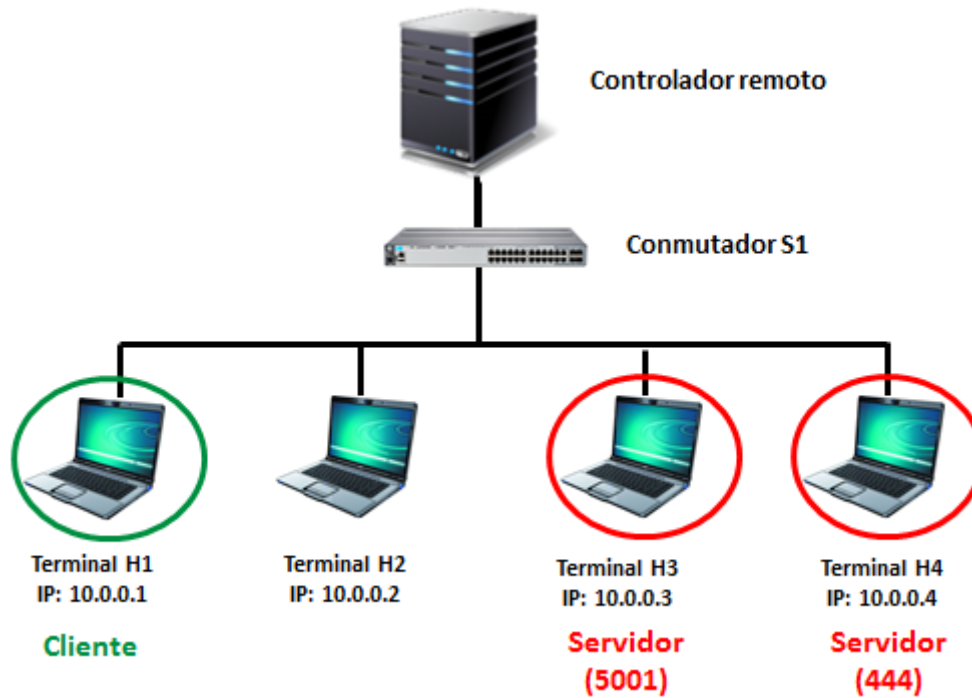 Controlador remoto
Conmutador S1
Terminal H1
IP: 10.0.0.1
Cliente
Terminal H2
IP: 10.0.0.2
Terminal H3
IP: 10.0.0.3
Servidor
(5001)
Terminal H4
IP: 10.0.0.4
Servidor
(444)